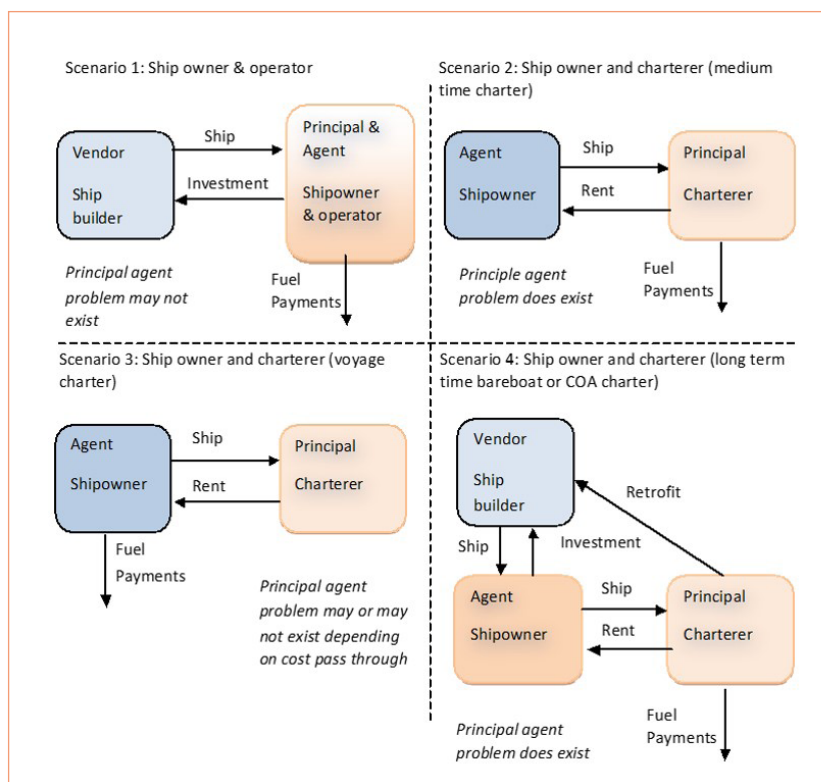 Scenario 1: Ship owner & operator
Vendor
Ship
builder
Ship
Investment
Principal &
Agent
Shipowner
& operator
Principal agent
problem may not
exist
Fuel
Payments
Scenario 2: Ship owner and charterer (medium
time charter)
Agent
Shipowner
Ship
Rent
Principal
Charterer
Principle agent
problem does exist
Fuel
Payments
Scenario 3: Ship owner and charterer (voyage
charter)
Agent
Shipowner
Ship
Rent
Principal
Charterer
Fuel
Payments
Principal agent
problem may or may
not exist depending
on cost pass through
Scenario 4: Ship owner and charterer (long term
time bareboat or COA charter)
Vendor
Ship
builder
Retrofit
Ship
Investment
Agent
Shipowner
Ship
Rent
Principal
Charterer
Fuel
Payments
Principal agent
problem does exist